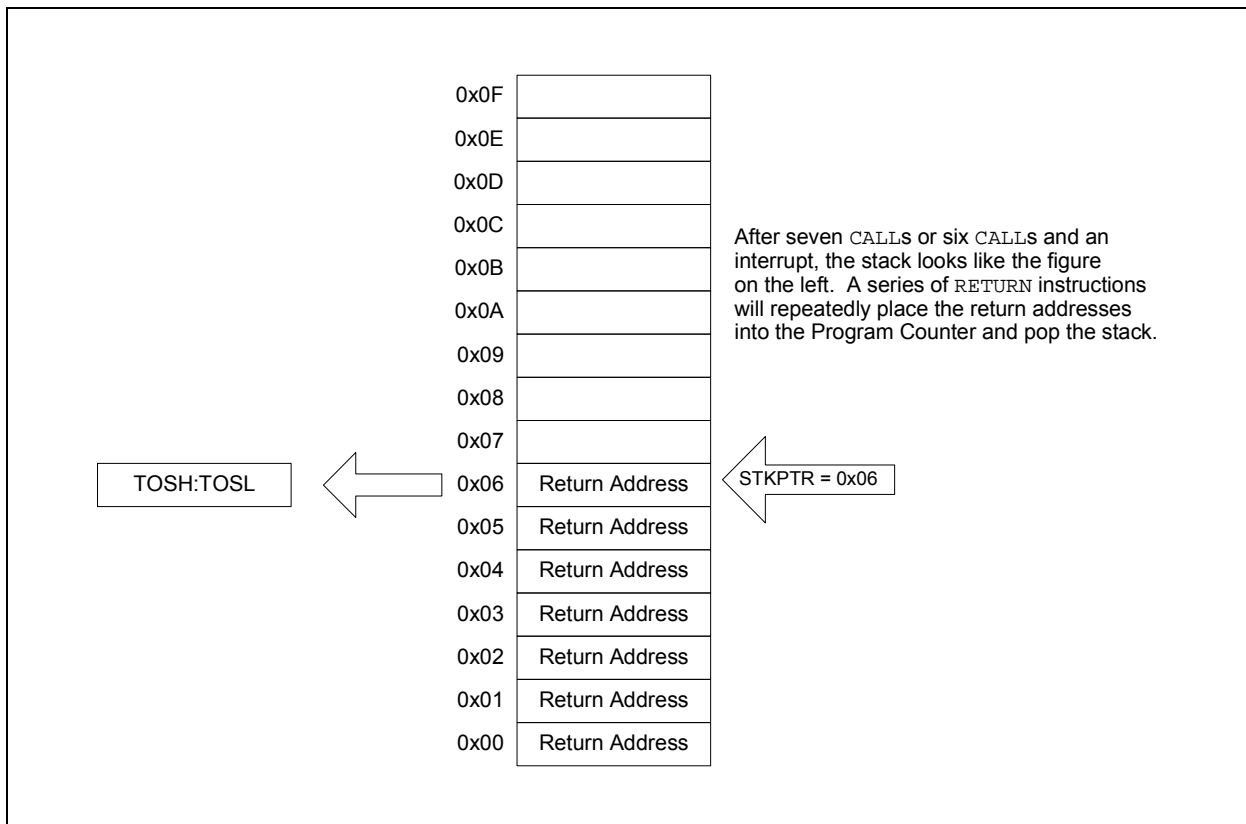 0x0F
0x0E
0x0D
0x0C
0x0B
0x0A
0x09
0x08
0x07
After seven CALLs or six CALLs and an
interrupt, the stack looks like the figure
on the left. A series of RETURN instructions
will repeatedly place the return addresses
into the Program Counter and pop the stack.
TOSH:TOSL
0x06 Return Address
STKPTR = 0x06
0x05 Return Address
0x04 Return Address
0x03 Return Address
0x02 Return Address
0x01 Return Address
0x00 Return Address